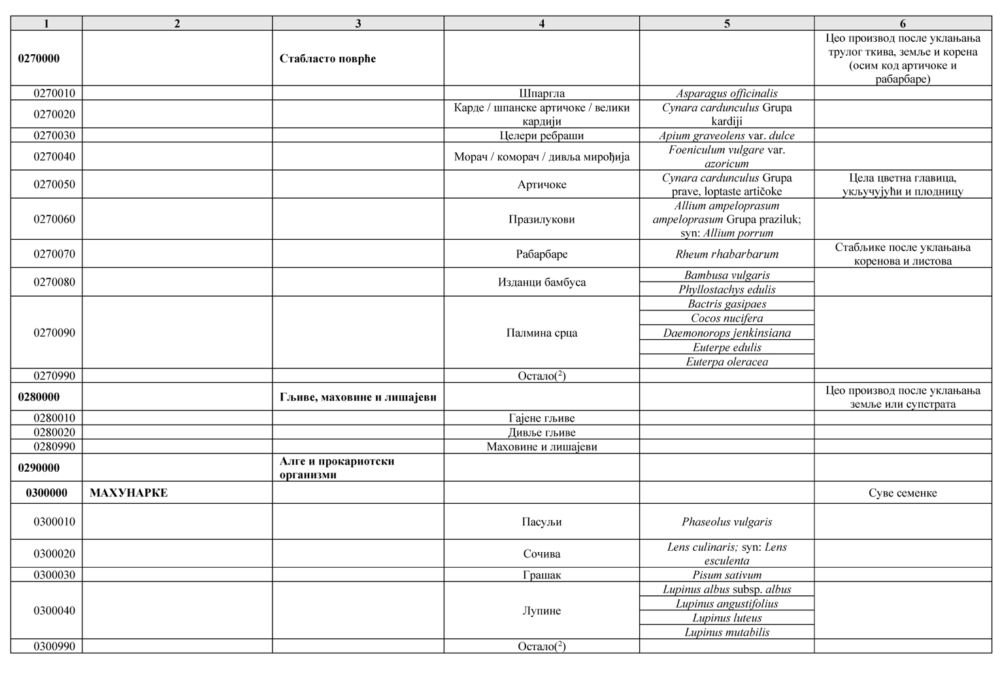 1 2 3 4 5 6
0270000 Стабласто поврће Цео производ после уклањања
трулог ткива, земље и корена
(осим код артичоке и
рабарбаре)
0270010 Шпаргла Asparagus officinalis
0270020 Карде / шпанске артичоке / велики
кардији Cynara cardunculus Grupa
kardiji
0270030 Целери ребраши Apium graveolens var. dulce
0270040 Морач / коморач / дивља мирођија Foeniculum vulgare var.
azoricum
0270050 Артичоке Cynara cardunculus Grupa
prave, loptaste artičoke Цела цветна главица,
укључујући и плодницу
0270060 Празилукови Allium ampeloprasum
ampeloprasum Grupa praziluk;
syn: Allium porrum
0270070 Рабарбаре Rheum rhabarbarum Стабљике после уклањања
коренова и листова
0270080 Изданци бамбуса Bambusa vulgaris
Phyllostachys edulis
0270090 Палмина срца Bactris gasipaes
Cocos nucifera
Daemonorops jenkinsiana
Euterpe edulis
Euterpa oleracea
0270990 Остало(2)
0280000 Гљиве, маховине и лишајеви Цео производ после уклањања
земље или супстрата
0280010 Гајене гљиве
0280020 Дивље гљиве
0280990 Маховине и лишајеви
0290000 Алге и прокариотски
организми
0300000 МАХУНАРКЕ Суве семенке
0300010 Пасуљи Phaseolus vulgaris
0300020 Сочива Lens culinaris; syn: Lens
esculenta
0300030 Грашак Pisum sativum
0300040 Лупине Lupinus albus subsp. albus
Lupinus angustifolius
Lupinus luteus
Lupinus mutabilis
0300990 Остало(2)